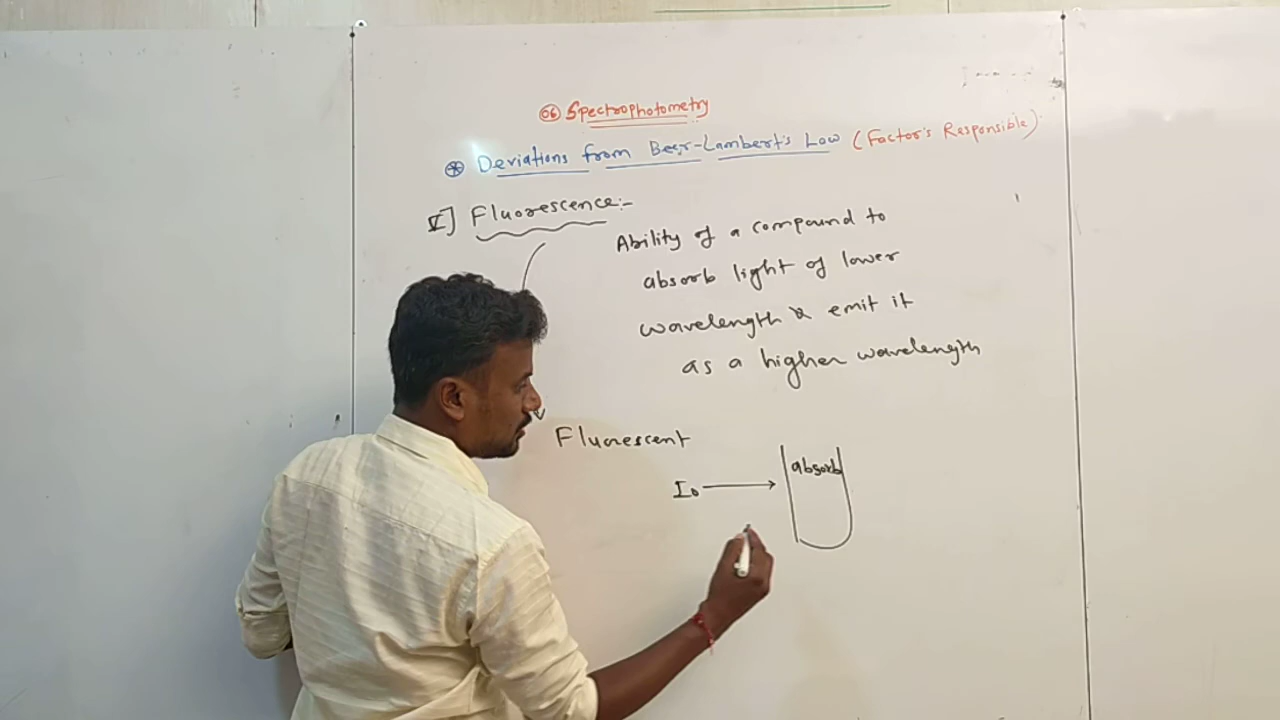 06 Spectrophotometry
Deviations from Beer-Lambert's Law (Factor's Responsible)
I] Fluorescence:-
Ability of a compound to
absorb light of lower
wavelength & emit it
as a higher wavelength
Fluorescent
I₀
absorb